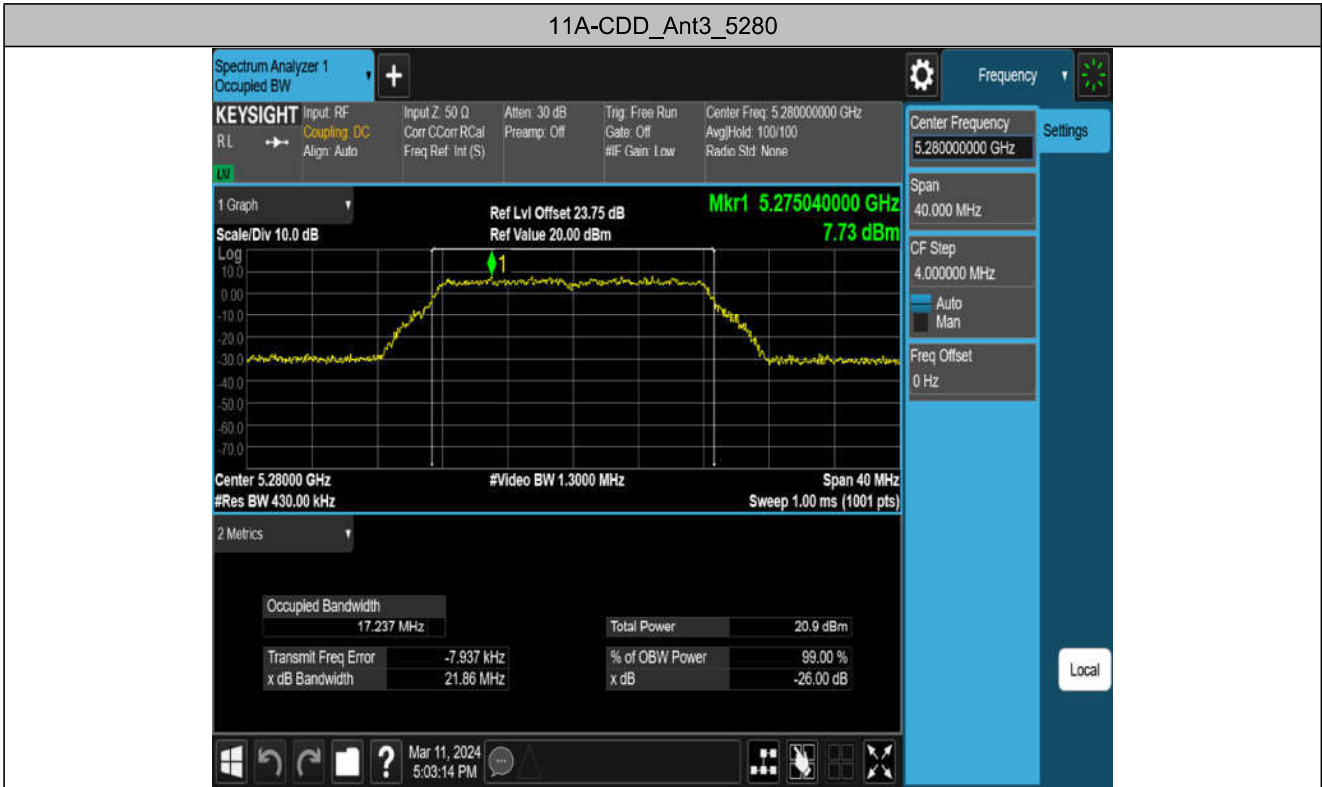 11A-CDD_Ant3_5280
Spectrum Analyzer 1
Occupied BW
Frequency
KEYSIGHT
RL
LXI
Input: RF
Coupling: DC
Align: Auto
Input Z: 50 Ω
Corr CCorr RCal
Freq Ref: Int (S)
Atten: 30 dB
Preamp: Off
Trig: Free Run
Gate: Off
#IF Gain: Low
Center Freq: 5.280000000 GHz
Avg|Hold: 100/100
Radio Std: None
Center Frequency
5.280000000 GHz
Settings
Span
40.000 MHz
CF Step
4.000000 MHz
Auto
Man
Freq Offset
0 Hz
Local
1 Graph
Scale/Div 10.0 dB
Ref Lvl Offset 23.75 dB
Ref Value 20.00 dBm
Mkr1 5.275040000 GHz
7.73 dBm
Log
10.0
0.00
-10.0
-20.0
-30.0
-40.0
-50.0
-60.0
-70.0
1
Center 5.28000 GHz
#Res BW 430.00 kHz
#Video BW 1.3000 MHz
Span 40 MHz
Sweep 1.00 ms (1001 pts)
2 Metrics
Occupied Bandwidth
17.237 MHz
Total Power 20.9 dBm
Transmit Freq Error -7.937 kHz
% of OBW Power 99.00 %
x dB Bandwidth 21.86 MHz
x dB -26.00 dB
Mar 11, 2024
5:03:14 PM